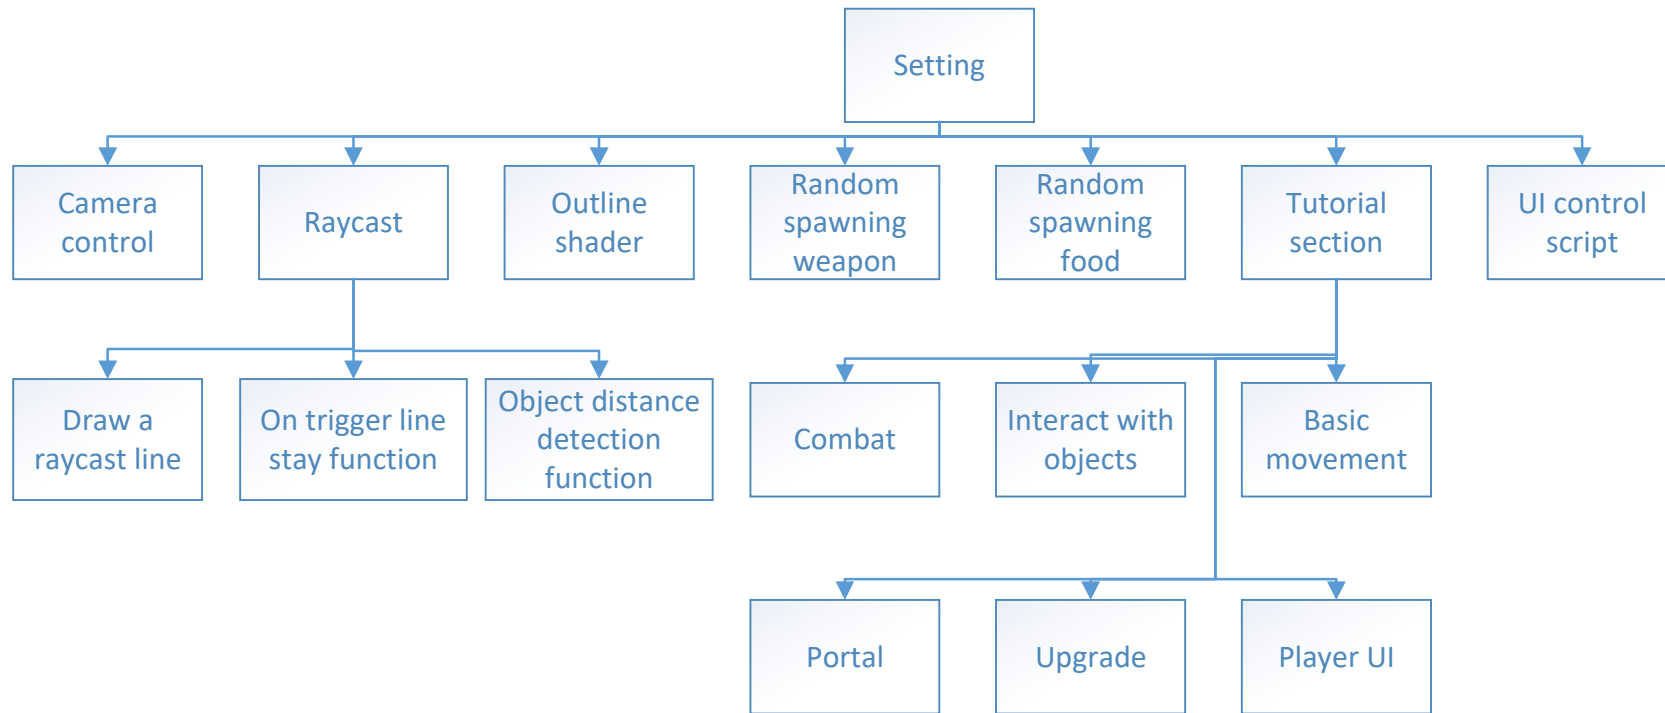 Setting
Camera
control
Raycast
Outline
shader
Random
spawning
weapon
Random
spawning
food
Tutorial
section
UI control
script
Draw a
raycast line
On trigger line
stay function
Object distance
detection
function
Combat
Interact with
objects
Basic
movement
Portal
Upgrade
Player UI